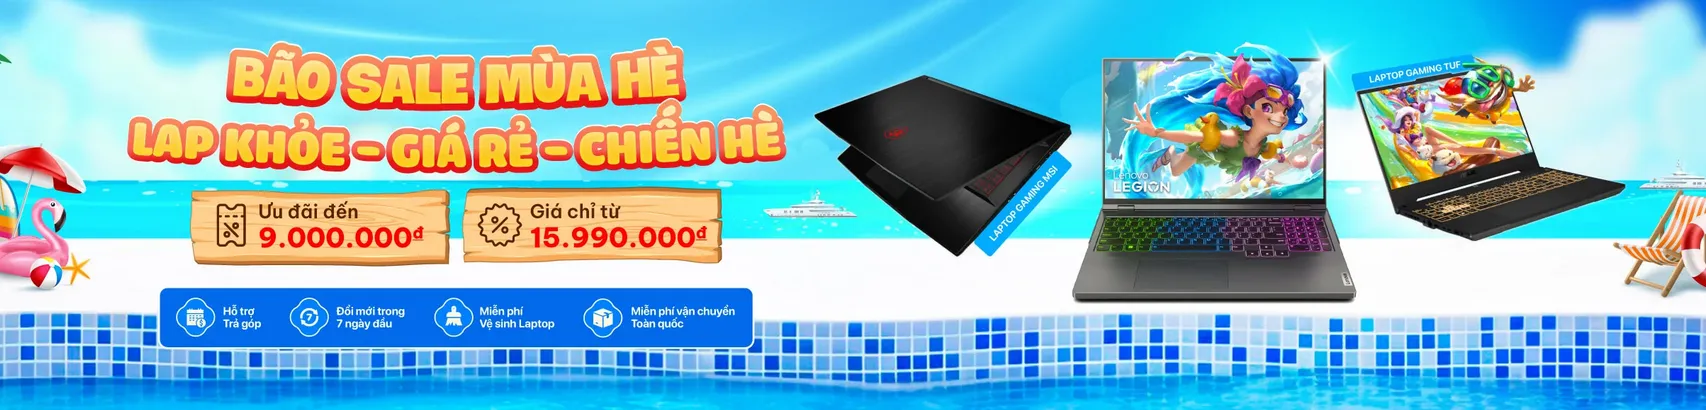 BÃO SALE MÙA HÈ
LAP KHỎE - GIÁ RẺ - CHIẾN HÈ
Ưu đãi đến
9.000.000đ
Giá chỉ từ
15.990.000đ
Hỗ trợ
Trả góp
7
Đổi mới trong
7 ngày đầu
Miễn phí
Vệ sinh Laptop
Miễn phí vận chuyển
Toàn quốc
LAPTOP GAMING MSI
Lenovo
LEGION
LAPTOP GAMING TUF